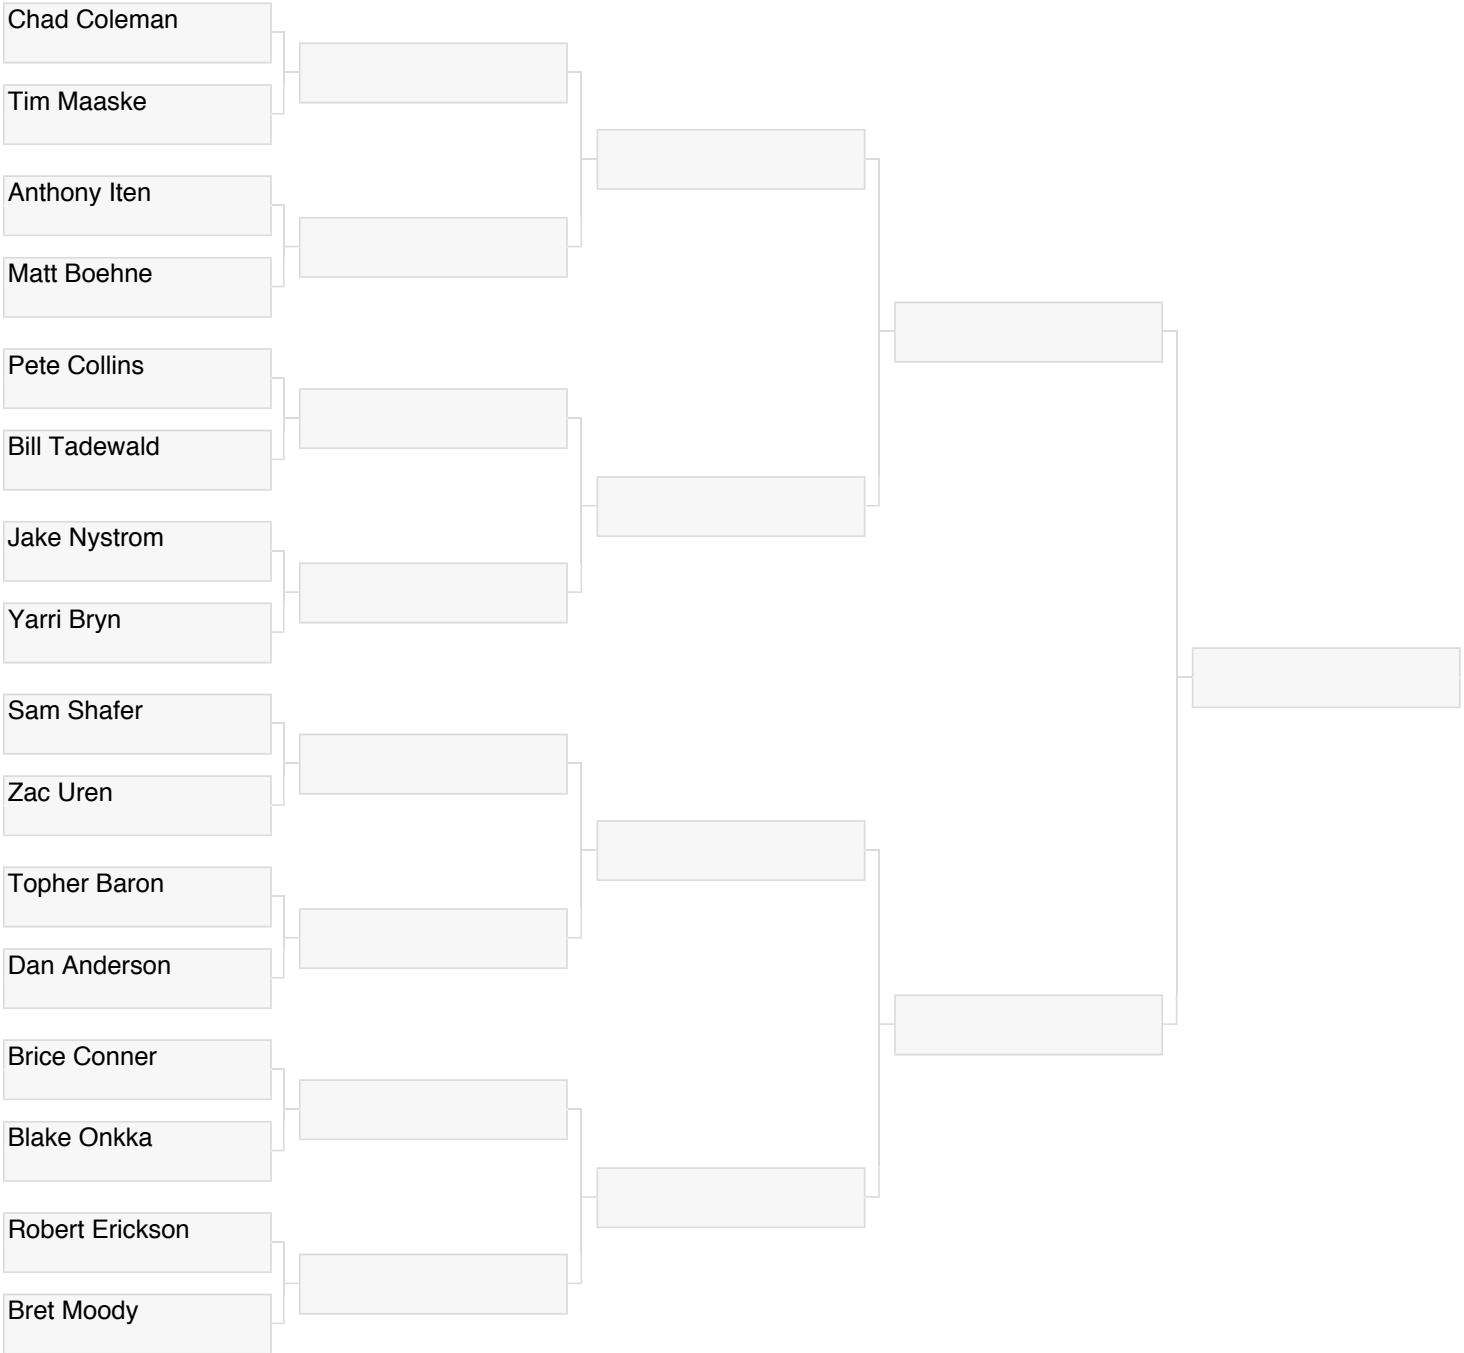 Chad Coleman
Tim Maaske
Anthony Iten
Matt Boehne
Pete Collins
Bill Tadewald
Jake Nystrom
Yarri Bryn
Sam Shafer
Zac Uren
Topher Baron
Dan Anderson
Brice Conner
Blake Onkka
Robert Erickson
Bret Moody